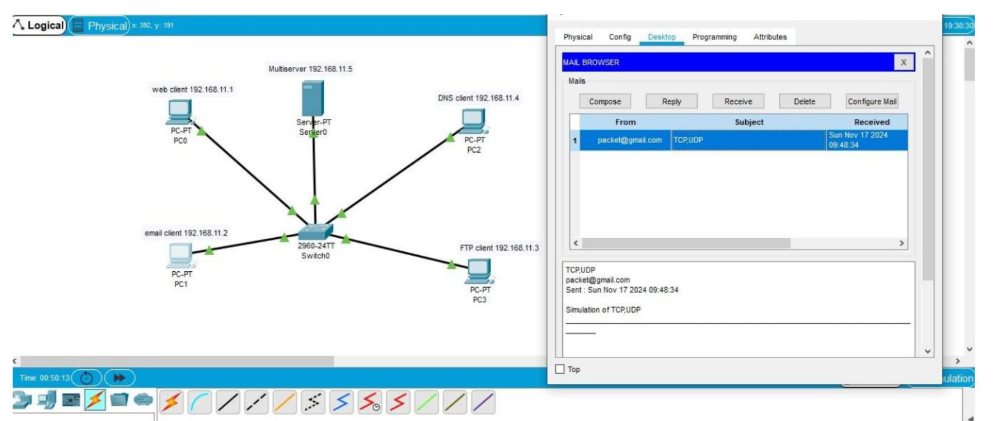 Logical Physical x: 392, y: 191 19:38:30
Multiserver 192.168.11.5
web client 192.168.11.1
DNS client 192.168.11.4
PC-PT
PC0
Server-PT
Server0
PC-PT
PC2
email client 192.168.11.2
2960-24TT
Switch0
FTP client 192.168.11.3
PC-PT
PC1
PC-PT
PC3
Time: 00:50:13
Physical Config Desktop Programming Attributes
MAIL BROWSER X
Mails
Compose Reply Receive Delete Configure Mail
From Subject Received
1 packet@gmail.com TCP,UDP Sun Nov 17 2024
09:48:34
TCP,UDP
packet@gmail.com
Sent : Sun Nov 17 2024 09:48:34
Simulation of TCP,UDP
Top